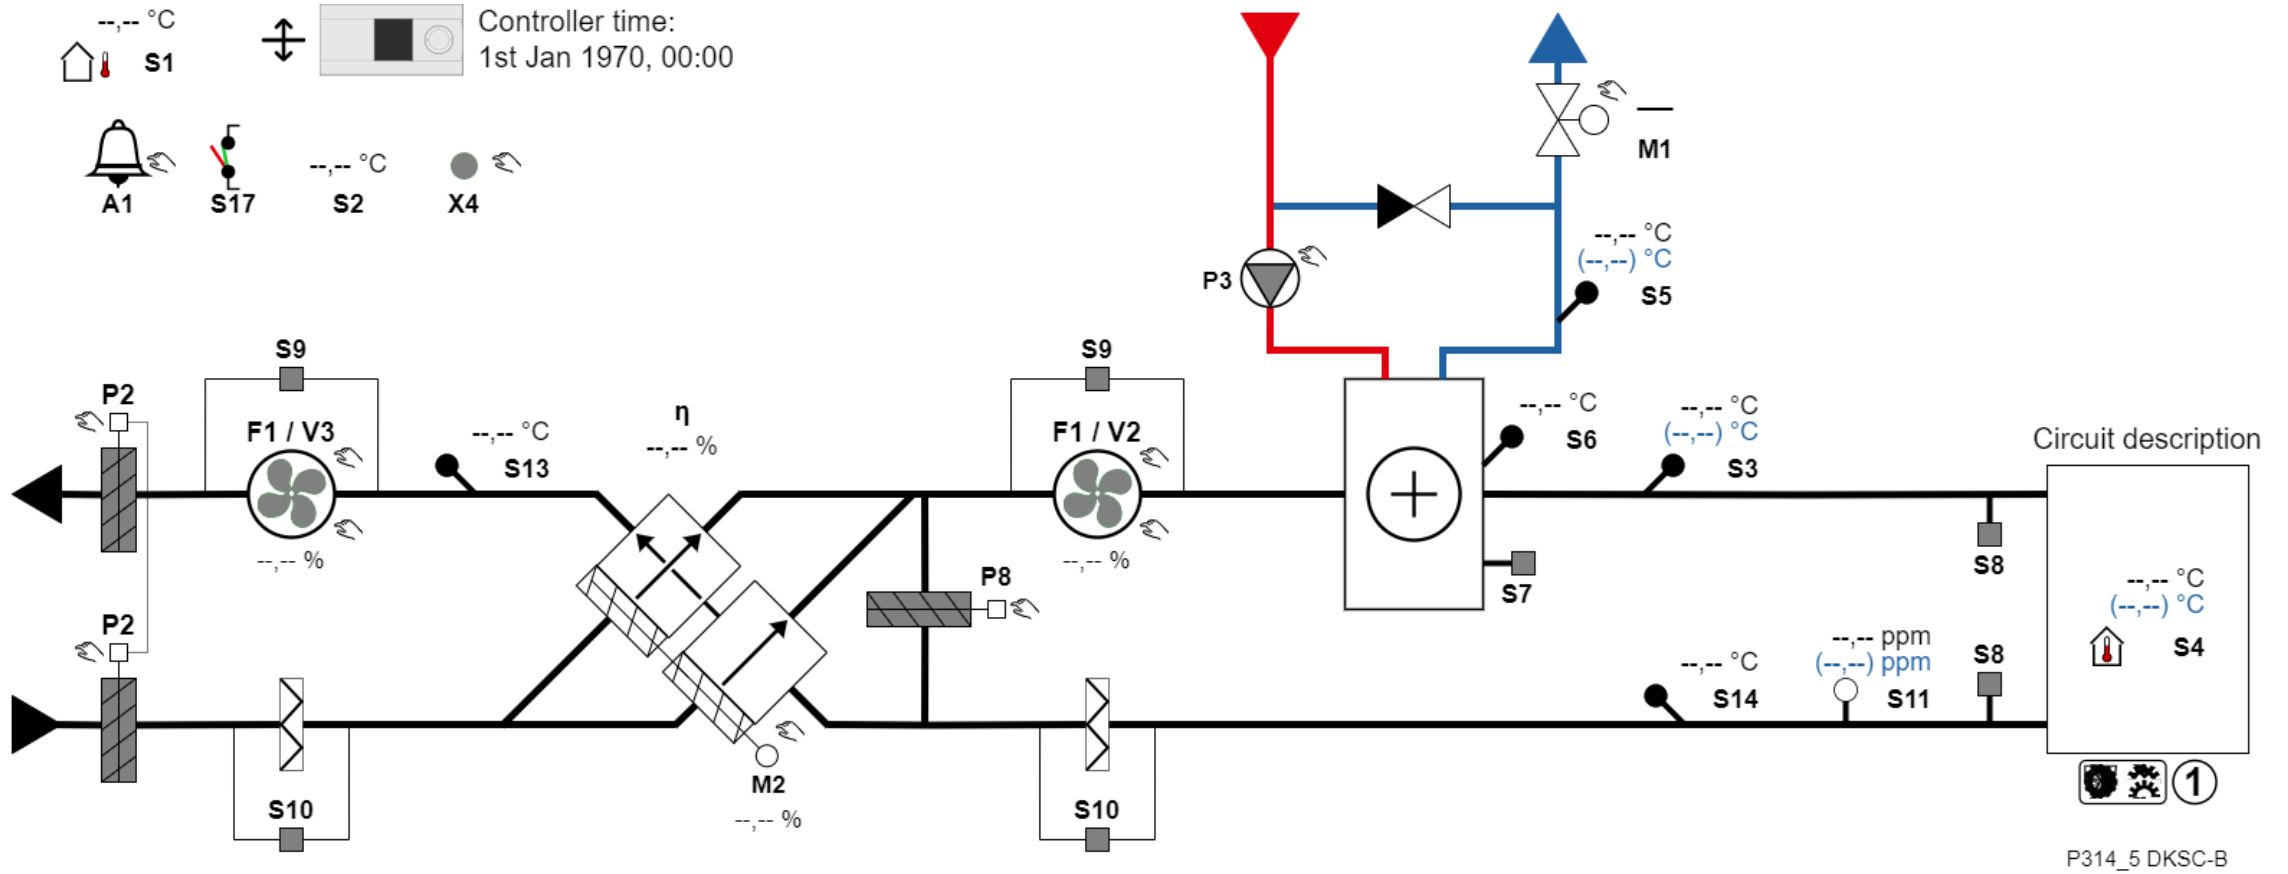 --,-- °C
S1
Controller time:
1st Jan 1970, 00:00
A1
S17
--,-- °C
S2
X4
M1
--,-- °C
(--,--) °C
S5
P3
S9
S9
P2
F1 / V3
--,-- °C
S13
η
--,-- %
F1 / V2
--,-- °C
S6
--,-- °C
(--,--) °C
S3
Circuit description
--,-- %
--,-- %
P8
S7
S8
--,-- °C
(--,--) °C
S4
P2
--,-- °C
S14
--,-- ppm
(--,--) ppm
S11
S8
M2
--,-- %
S10
S10
1
P314_5 DKSC-B